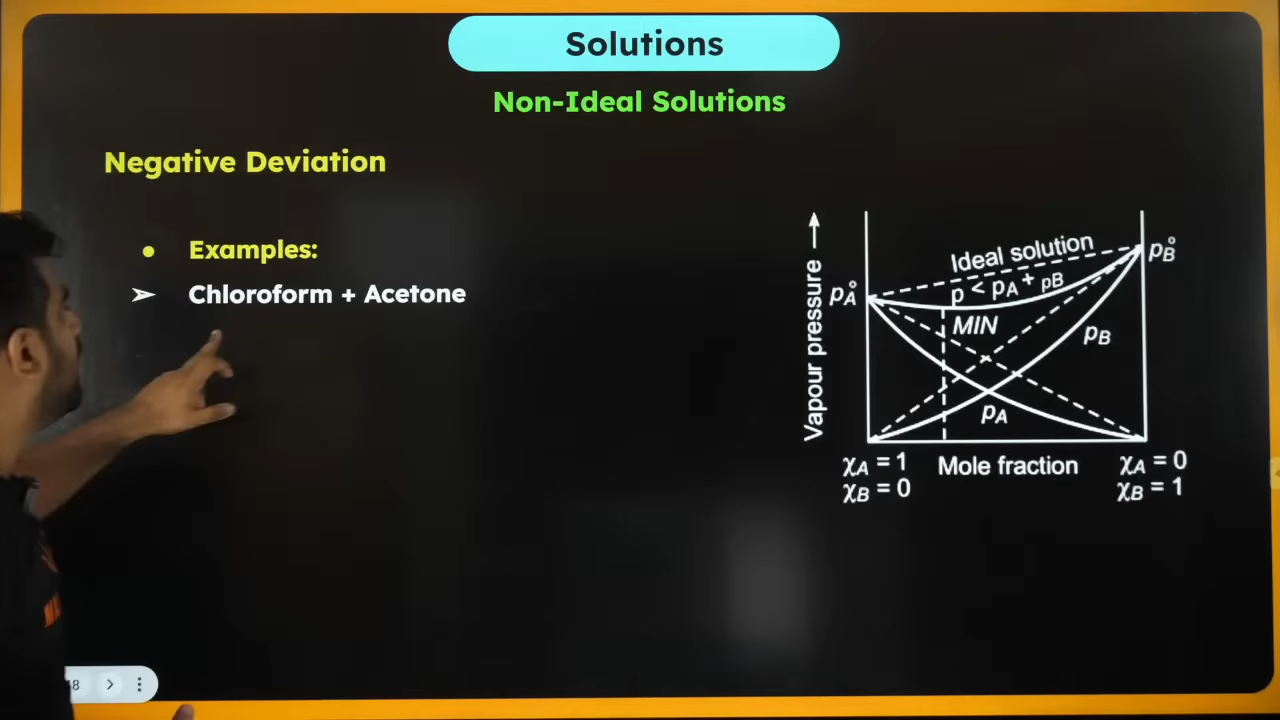 Solutions
Non-Ideal Solutions
Negative Deviation
• Examples:
➢ Chloroform + Acetone
Vapour pressure →
p°A
Ideal solution
p°B
p < pA + pB
MIN
pB
pA
χA = 1
χB = 0
Mole fraction
χA = 0
χB = 1
8